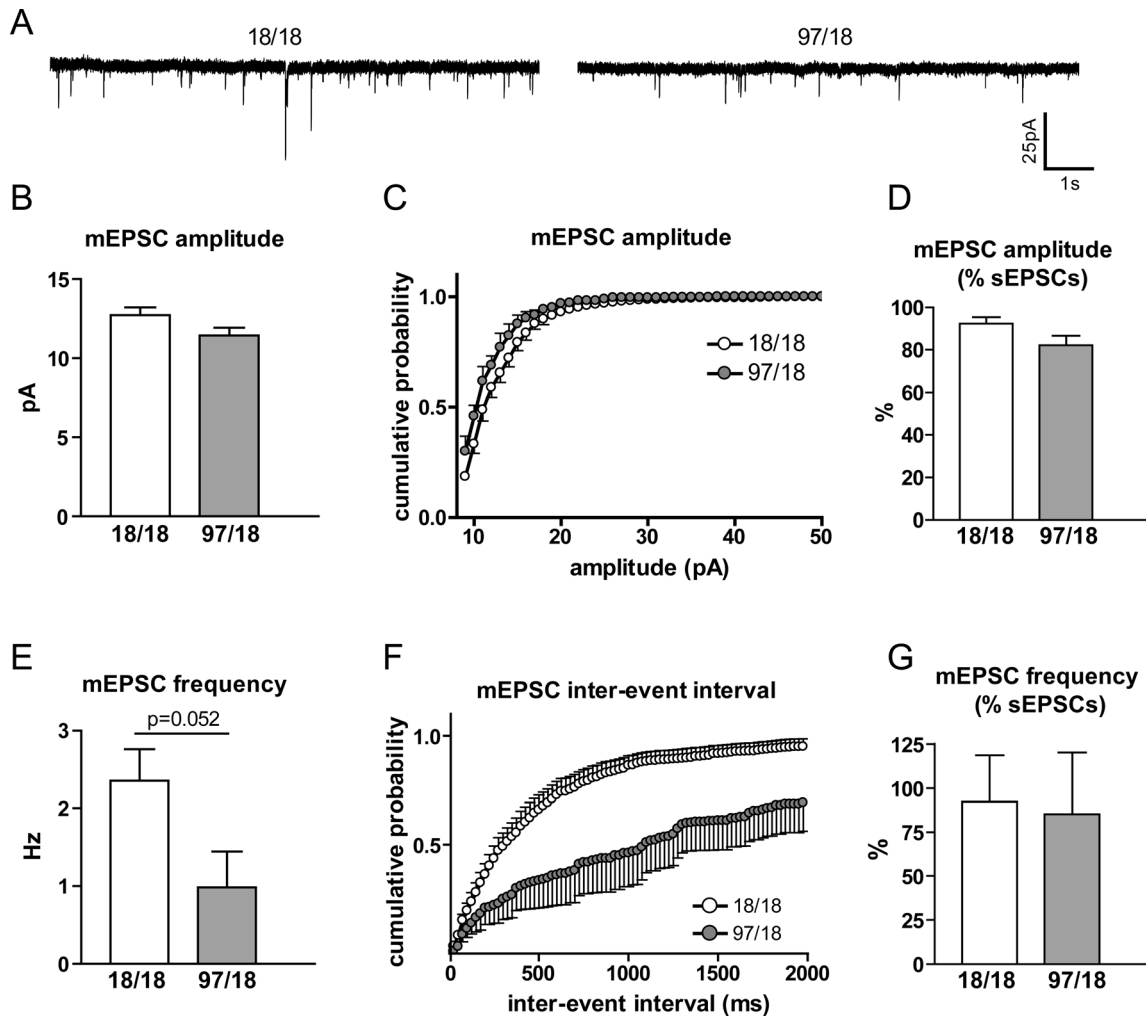 A
18/18
97/18
25pA
1s
B
mEPSC amplitude
15
10
5
0
pA
18/18
97/18
C
mEPSC amplitude
1.0
0.5
0.0
cumulative probability
18/18
97/18
10
20
30
40
50
amplitude (pA)
D
mEPSC amplitude
(% sEPSCs)
100
80
60
40
20
0
%
18/18
97/18
E
mEPSC frequency
p=0.052
3
2
1
0
Hz
18/18
97/18
F
mEPSC inter-event interval
1.0
0.5
cumulative probability
18/18
97/18
0
500
1000
1500
2000
inter-event interval (ms)
G
mEPSC frequency
(% sEPSCs)
125
100
75
50
25
0
%
18/18
97/18